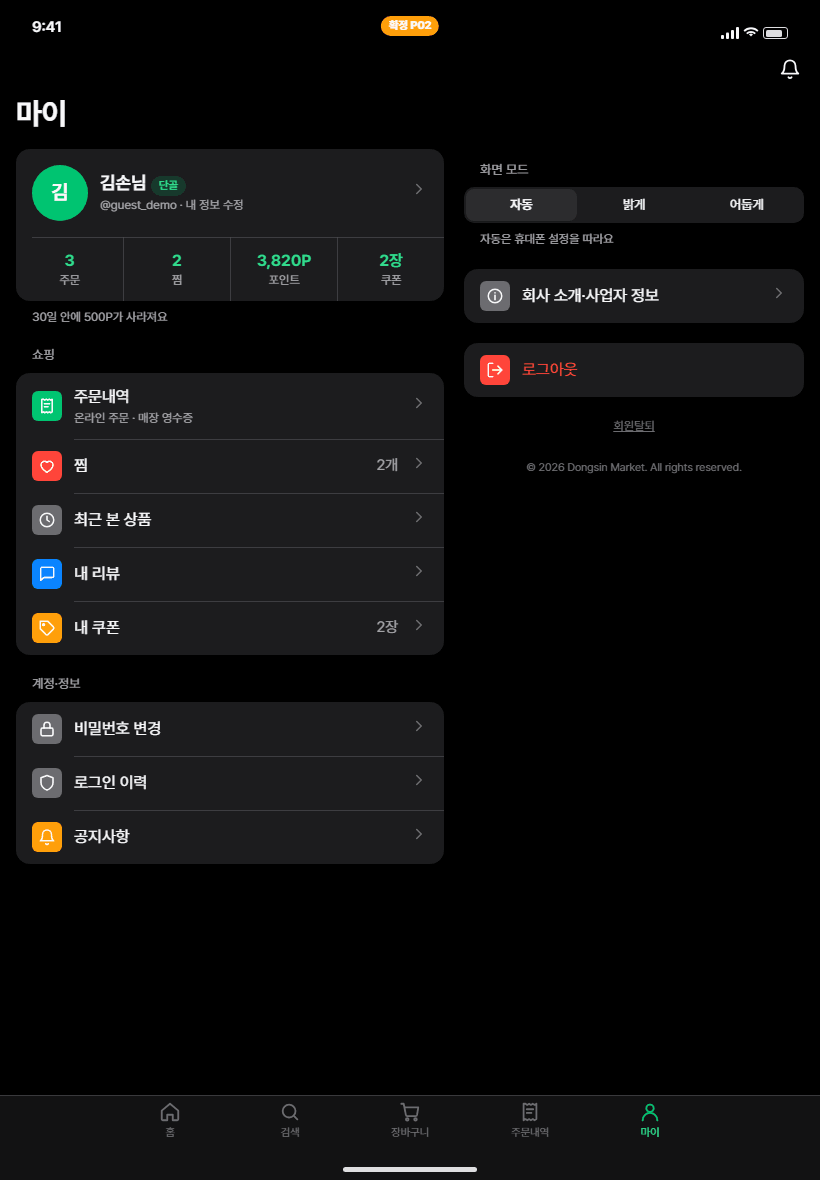 9:41
확정 P02
마이
김
김손님 단골
@guest_demo · 내 정보 수정
3
주문
2
찜
3,820P
포인트
2장
쿠폰
30일 안에 500P가 사라져요
쇼핑
주문내역
온라인 주문 · 매장 영수증
찜 2개
최근 본 상품
내 리뷰
내 쿠폰 2장
계정·정보
비밀번호 변경
로그인 이력
공지사항
화면 모드
자동 밝게 어둡게
자동은 휴대폰 설정을 따라요
회사 소개·사업자 정보
로그아웃
회원탈퇴
© 2026 Dongsin Market. All rights reserved.
홈 검색 장바구니 주문내역 마이